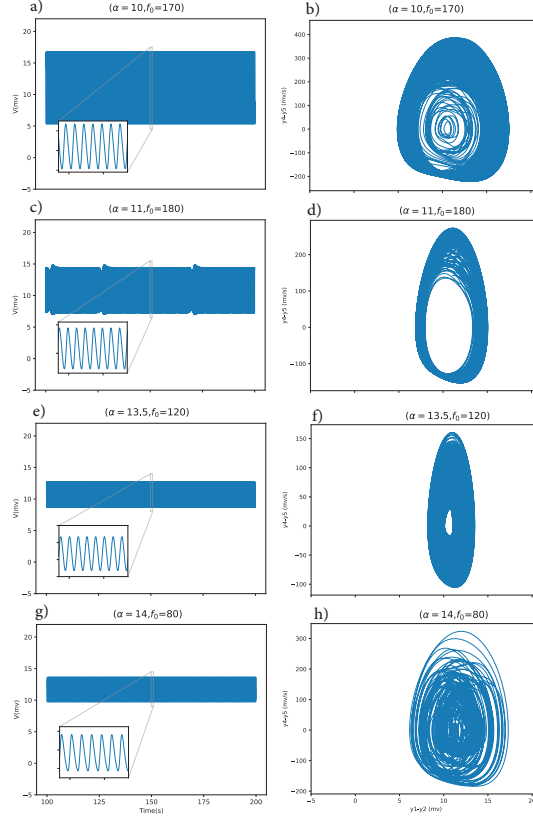 a) (α = 10,f₀=170)
V(mv)
20
15
10
5
0
−5
b) (α = 10,f₀=170)
y4-y5 (mv/s)
400
300
200
100
0
−100
−200
c) (α = 11,f₀=180)
V(mv)
20
15
10
5
0
−5
d) (α = 11,f₀=180)
y4-y5 (mv/s)
200
100
0
−100
e) (α = 13.5,f₀=120)
V(mv)
20
15
10
5
0
−5
f) (α = 13.5,f₀=120)
y4-y5 (mv/s)
150
100
50
0
−50
−100
g) (α = 14,f₀=80)
V(mv)
20
15
10
5
0
−5
100 125 150 175 200
Time(s)
h) (α = 14,f₀=80)
y4-y5 (mv/s)
300
200
100
0
−100
−5 0 5 10 15 20
y1-y2 (mv)